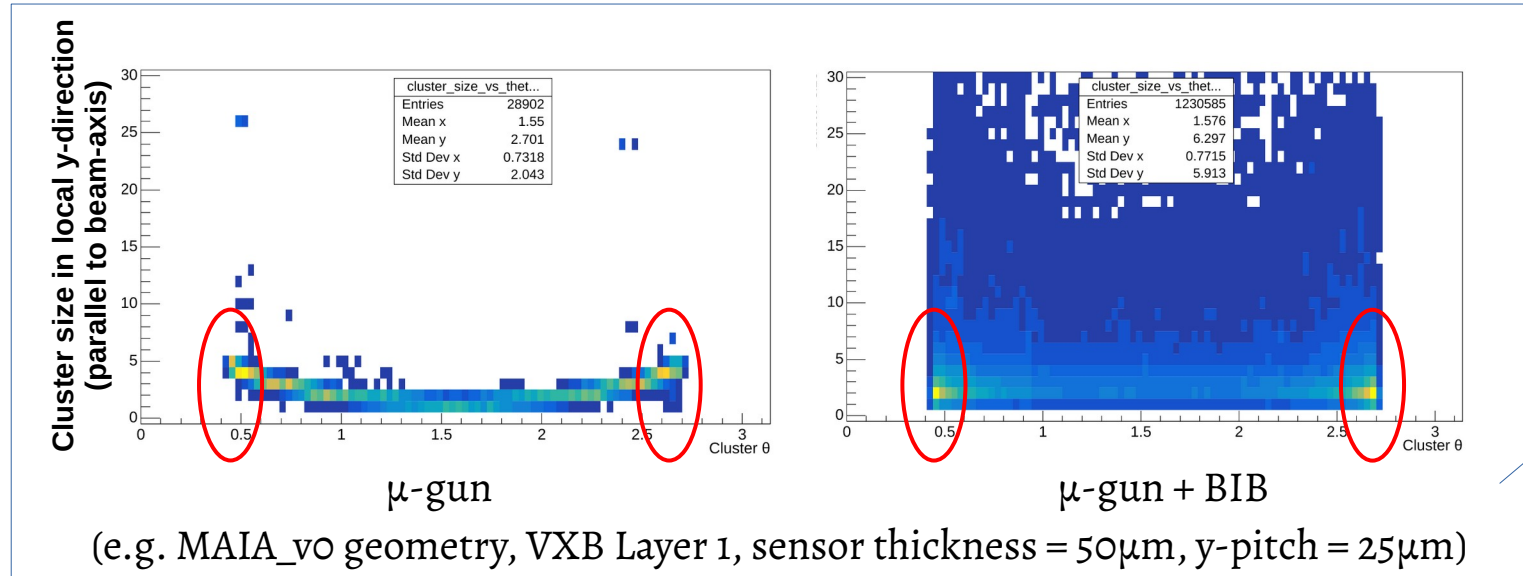 Cluster size in local y-direction
(parallel to beam-axis)
30
25
20
15
10
5
0
0 0.5 1 1.5 2 2.5 3
Cluster θ
cluster_size_vs_thet...
Entries 28902
Mean x 1.55
Mean y 2.701
Std Dev x 0.7318
Std Dev y 2.043
30
25
20
15
10
5
0
0 0.5 1 1.5 2 2.5 3
Cluster θ
cluster_size_vs_thet...
Entries 1230585
Mean x 1.576
Mean y 6.297
Std Dev x 0.7715
Std Dev y 5.913
μ-gun
μ-gun + BIB
(e.g. MAIA_v0 geometry, VXB Layer 1, sensor thickness = 50μm, y-pitch = 25μm)